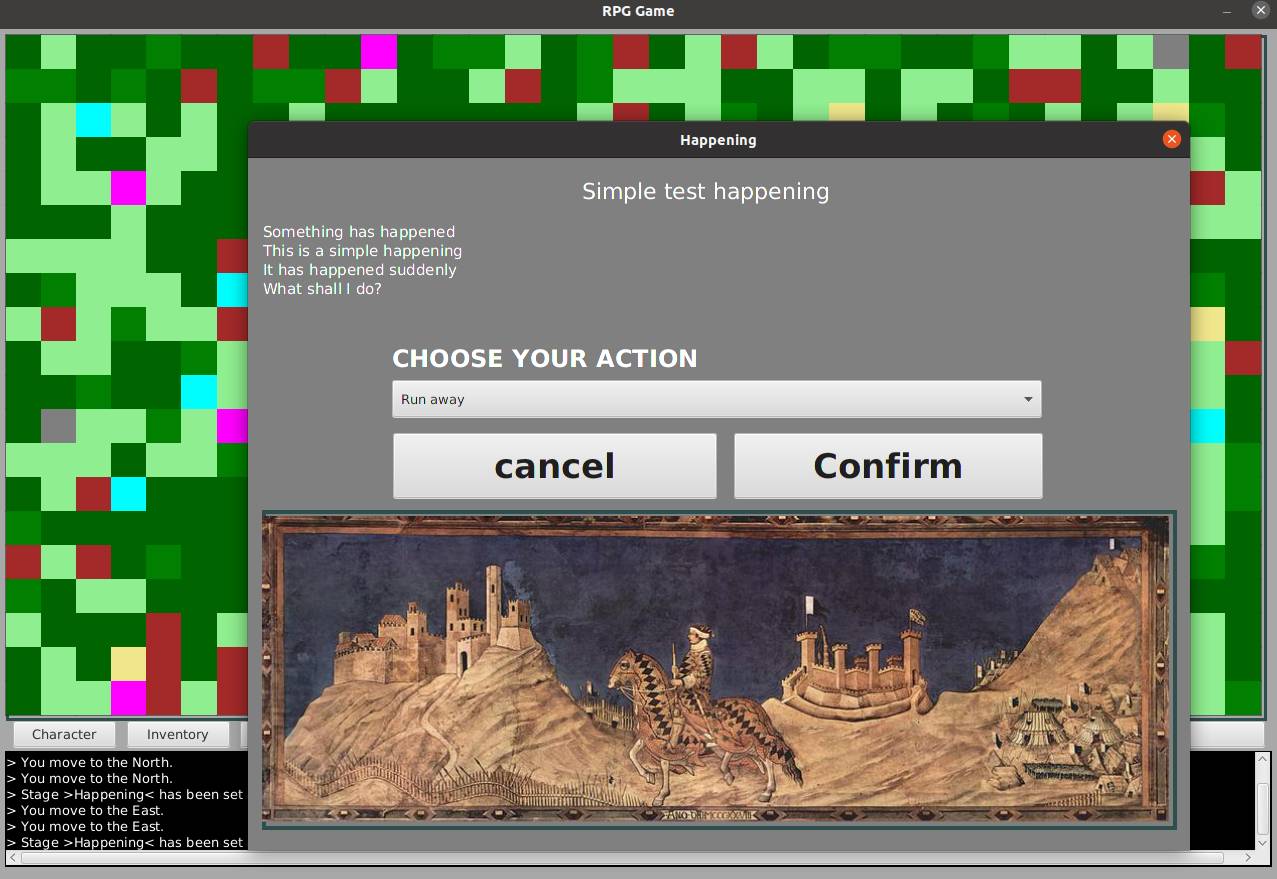 RPG Game
Happening
Simple test happening
Something has happened
This is a simple happening
It has happened suddenly
What shall I do?
CHOOSE YOUR ACTION
Run away
cancel
Confirm
Character
Inventory
> You move to the North.
> You move to the North.
> Stage >Happening< has been set
> You move to the East.
> You move to the East.
> Stage >Happening< has been set